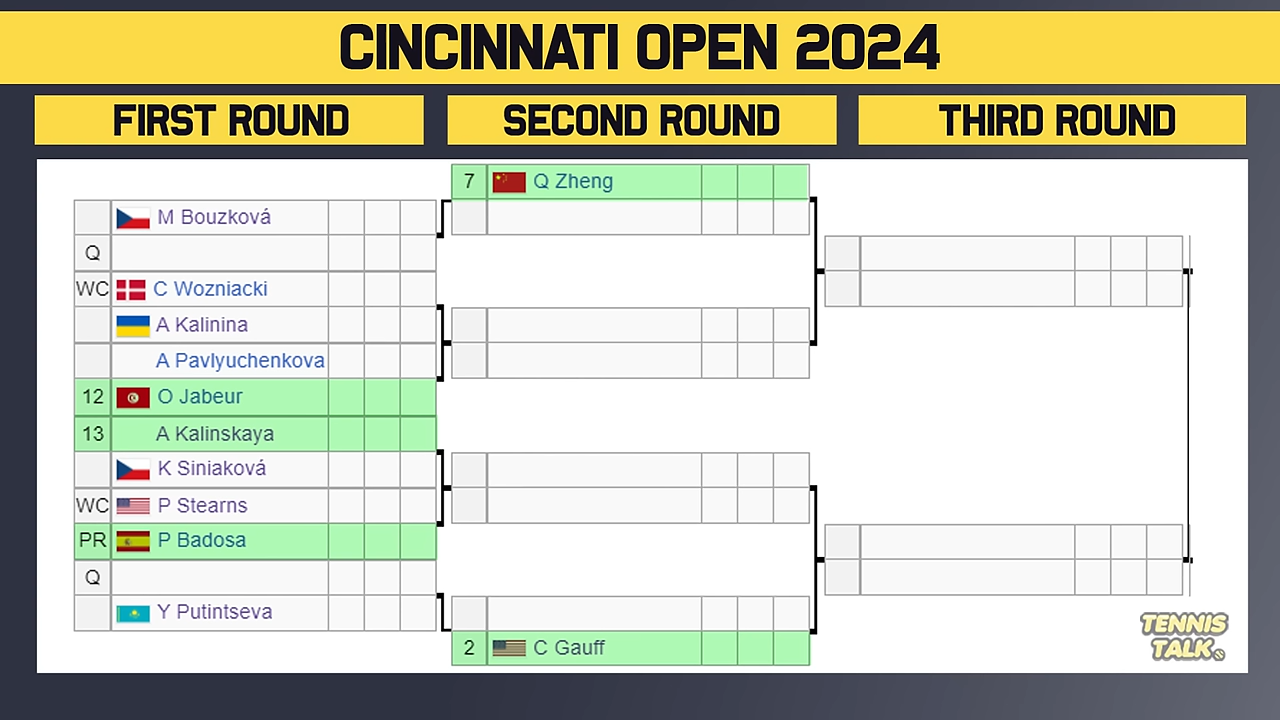 CINCINNATI OPEN 2024
FIRST ROUND
SECOND ROUND
THIRD ROUND
7 Q Zheng
M Bouzková
Q
WC C Wozniacki
A Kalinina
A Pavlyuchenkova
12 O Jabeur
13 A Kalinskaya
K Siniaková
WC P Stearns
PR P Badosa
Q
Y Putintseva
2 C Gauff
TENNIS
TALK